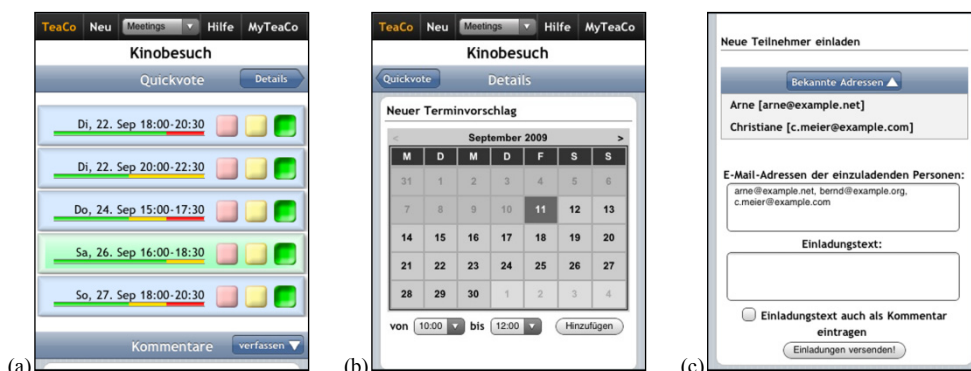 TeaCo Neu Meetings Hilfe MyTeaCo
Kinobesuch
Quickvote Details
Di, 22. Sep 18:00-20:30
Di, 22. Sep 20:00-22:30
Do, 24. Sep 15:00-17:30
Sa, 26. Sep 16:00-18:30
So, 27. Sep 18:00-20:30
Kommentare verfassen
(a)
TeaCo Neu Meetings Hilfe MyTeaCo
Kinobesuch
Quickvote Details
Neuer Terminvorschlag
< September 2009 >
M D M D F S S
31 1 2 3 4 5 6
7 8 9 10 11 12 13
14 15 16 17 18 19 20
21 22 23 24 25 26 27
28 29 30 1 2 3 4
von 10:00 bis 12:00 Hinzufügen
(b)
Neue Teilnehmer einladen
Bekannte Adressen
Arne [arne@example.net]
Christiane [c.meier@example.com]
E-Mail-Adressen der einzuladenden Personen:
arne@example.net, bernd@example.org,
c.meier@example.com
Einladungstext:
Einladungstext auch als Kommentar
eintragen
Einladungen versenden!
(c)